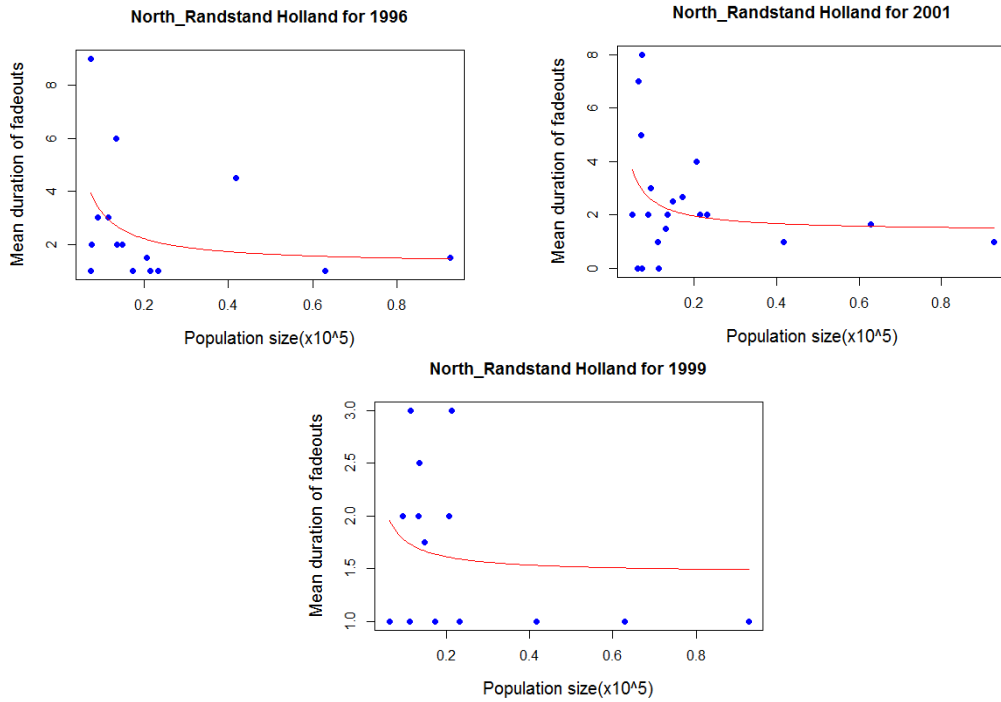 North_Randstand Holland for 1996
Mean duration of fadeouts
8
6
4
2
0.2 0.4 0.6 0.8
Population size(x10^5)
North_Randstand Holland for 2001
Mean duration of fadeouts
8
6
4
2
0
0.2 0.4 0.6 0.8
Population size(x10^5)
North_Randstand Holland for 1999
Mean duration of fadeouts
3.0
2.5
2.0
1.5
1.0
0.2 0.4 0.6 0.8
Population size(x10^5)